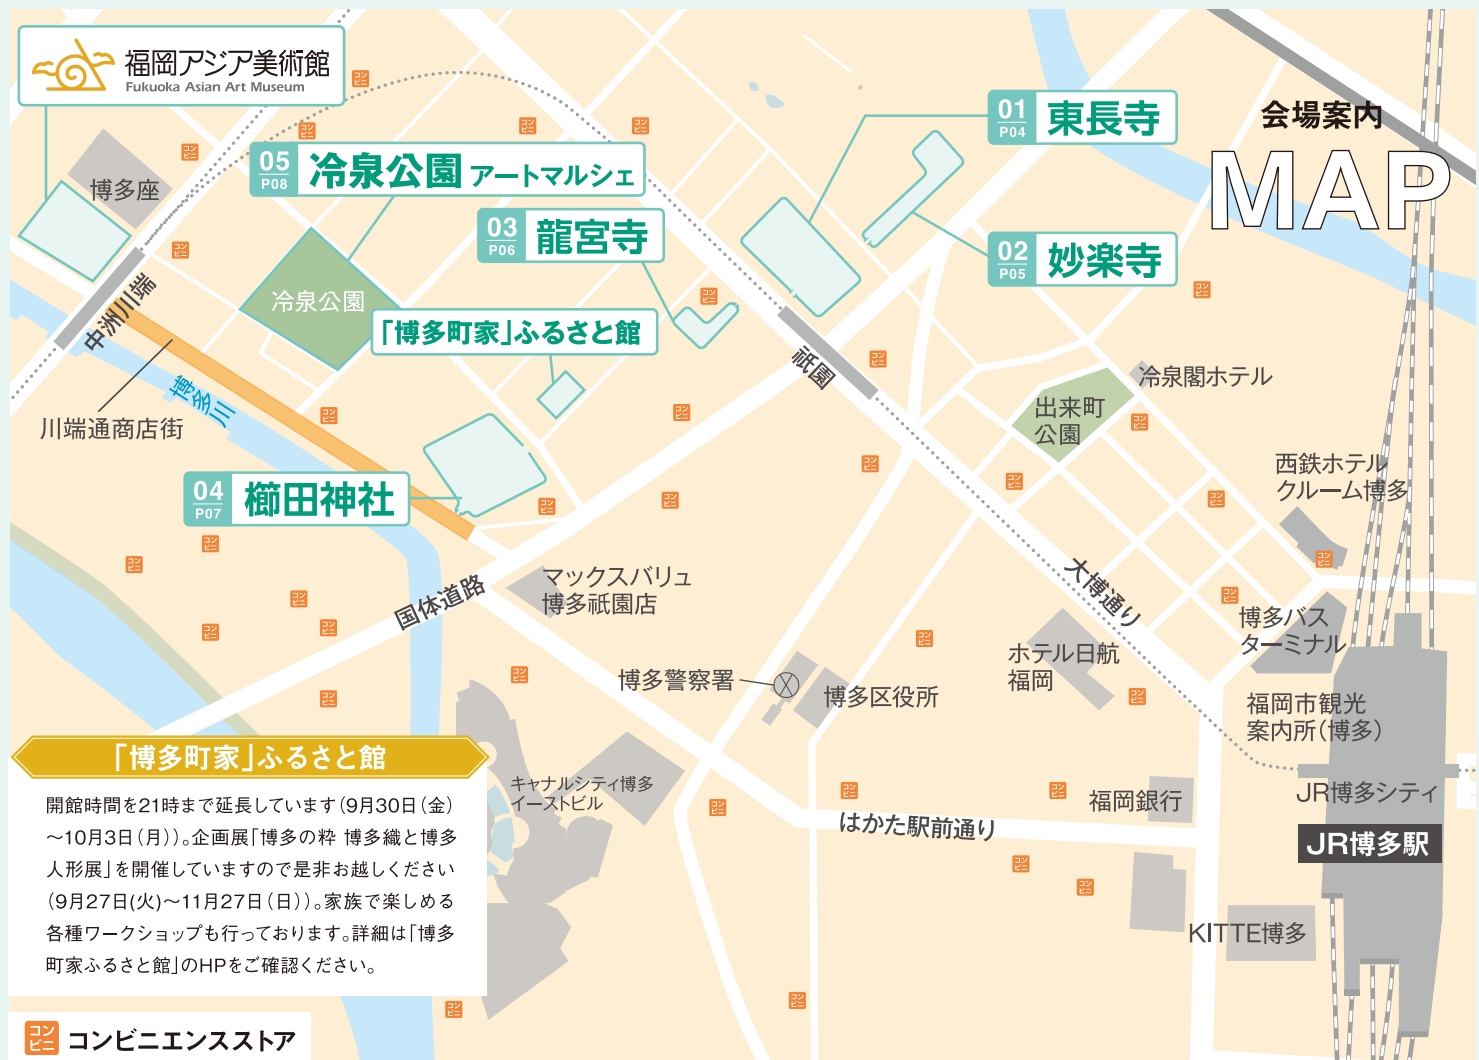 福岡アジア美術館
Fukuoka Asian Art Museum
会場案内
MAP
01
P04
東長寺
02
P05
妙楽寺
03
P06
龍宮寺
04
P07
櫛田神社
05
P08
冷泉公園 アートマルシェ
「博多町家」ふるさと館
博多座
冷泉公園
中洲川端
川端通商店街
博多川
祇園
冷泉閣ホテル
出来町
公園
西鉄ホテル
クルーム博多
国体道路
マックスバリュ
博多祇園店
大博通り
博多バス
ターミナル
ホテル日航
福岡
博多警察署
博多区役所
福岡市観光
案内所(博多)
キャナルシティ博多
イーストビル
福岡銀行
JR博多シティ
はかた駅前通り
JR博多駅
KITTE博多
「博多町家」ふるさと館
開館時間を21時まで延長しています(9月30日(金)
～10月3日(月))。企画展「博多の粋 博多織と博多
人形展」を開催していますので是非お越しください
(9月27日(火)～11月27日(日))。家族で楽しめる
各種ワークショップも行っております。詳細は「博多
町家ふるさと館」のHPをご確認ください。
コンビニ コンビニエンスストア